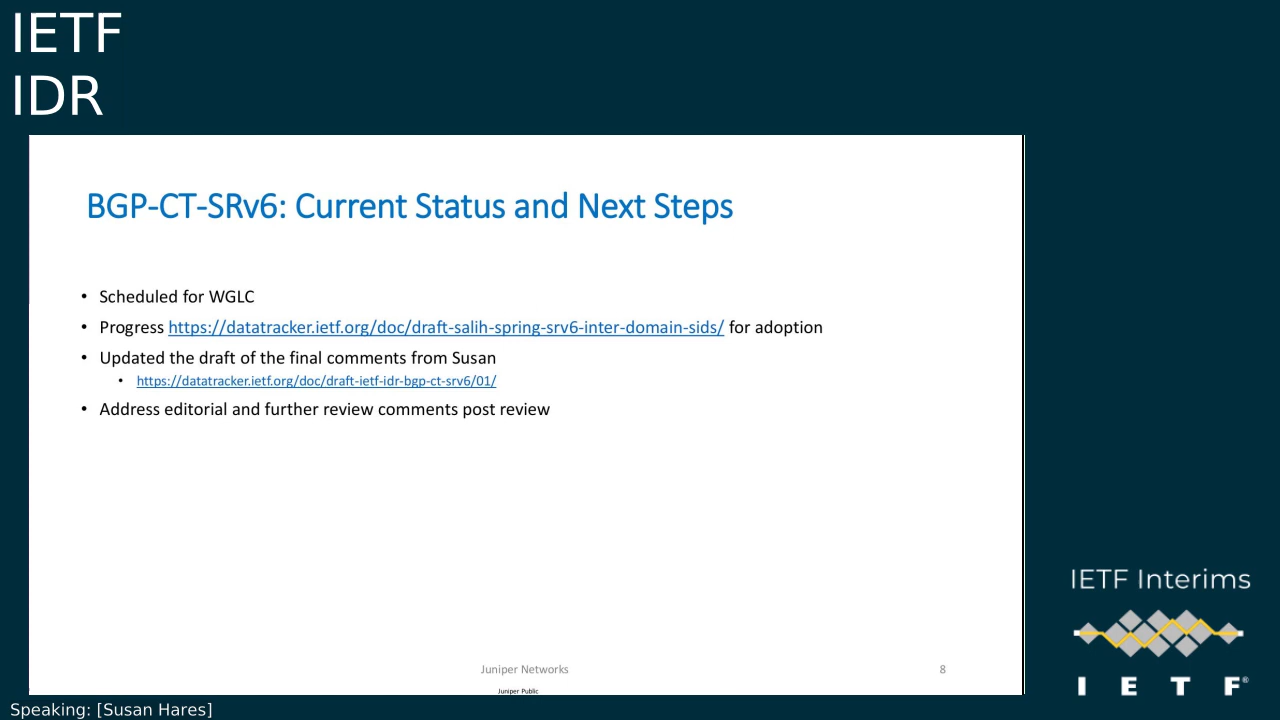 IETF
IDR
BGP-CT-SRv6: Current Status and Next Steps
• Scheduled for WGLC
• Progress https://datatracker.ietf.org/doc/draft-salih-spring-srv6-inter-domain-sids/ for adoption
• Updated the draft of the final comments from Susan
• https://datatracker.ietf.org/doc/draft-ietf-idr-bgp-ct-srv6/01/
• Address editorial and further review comments post review
Juniper Networks
8
Juniper Public
IETF Interims
I E T F®
Speaking: [Susan Hares]